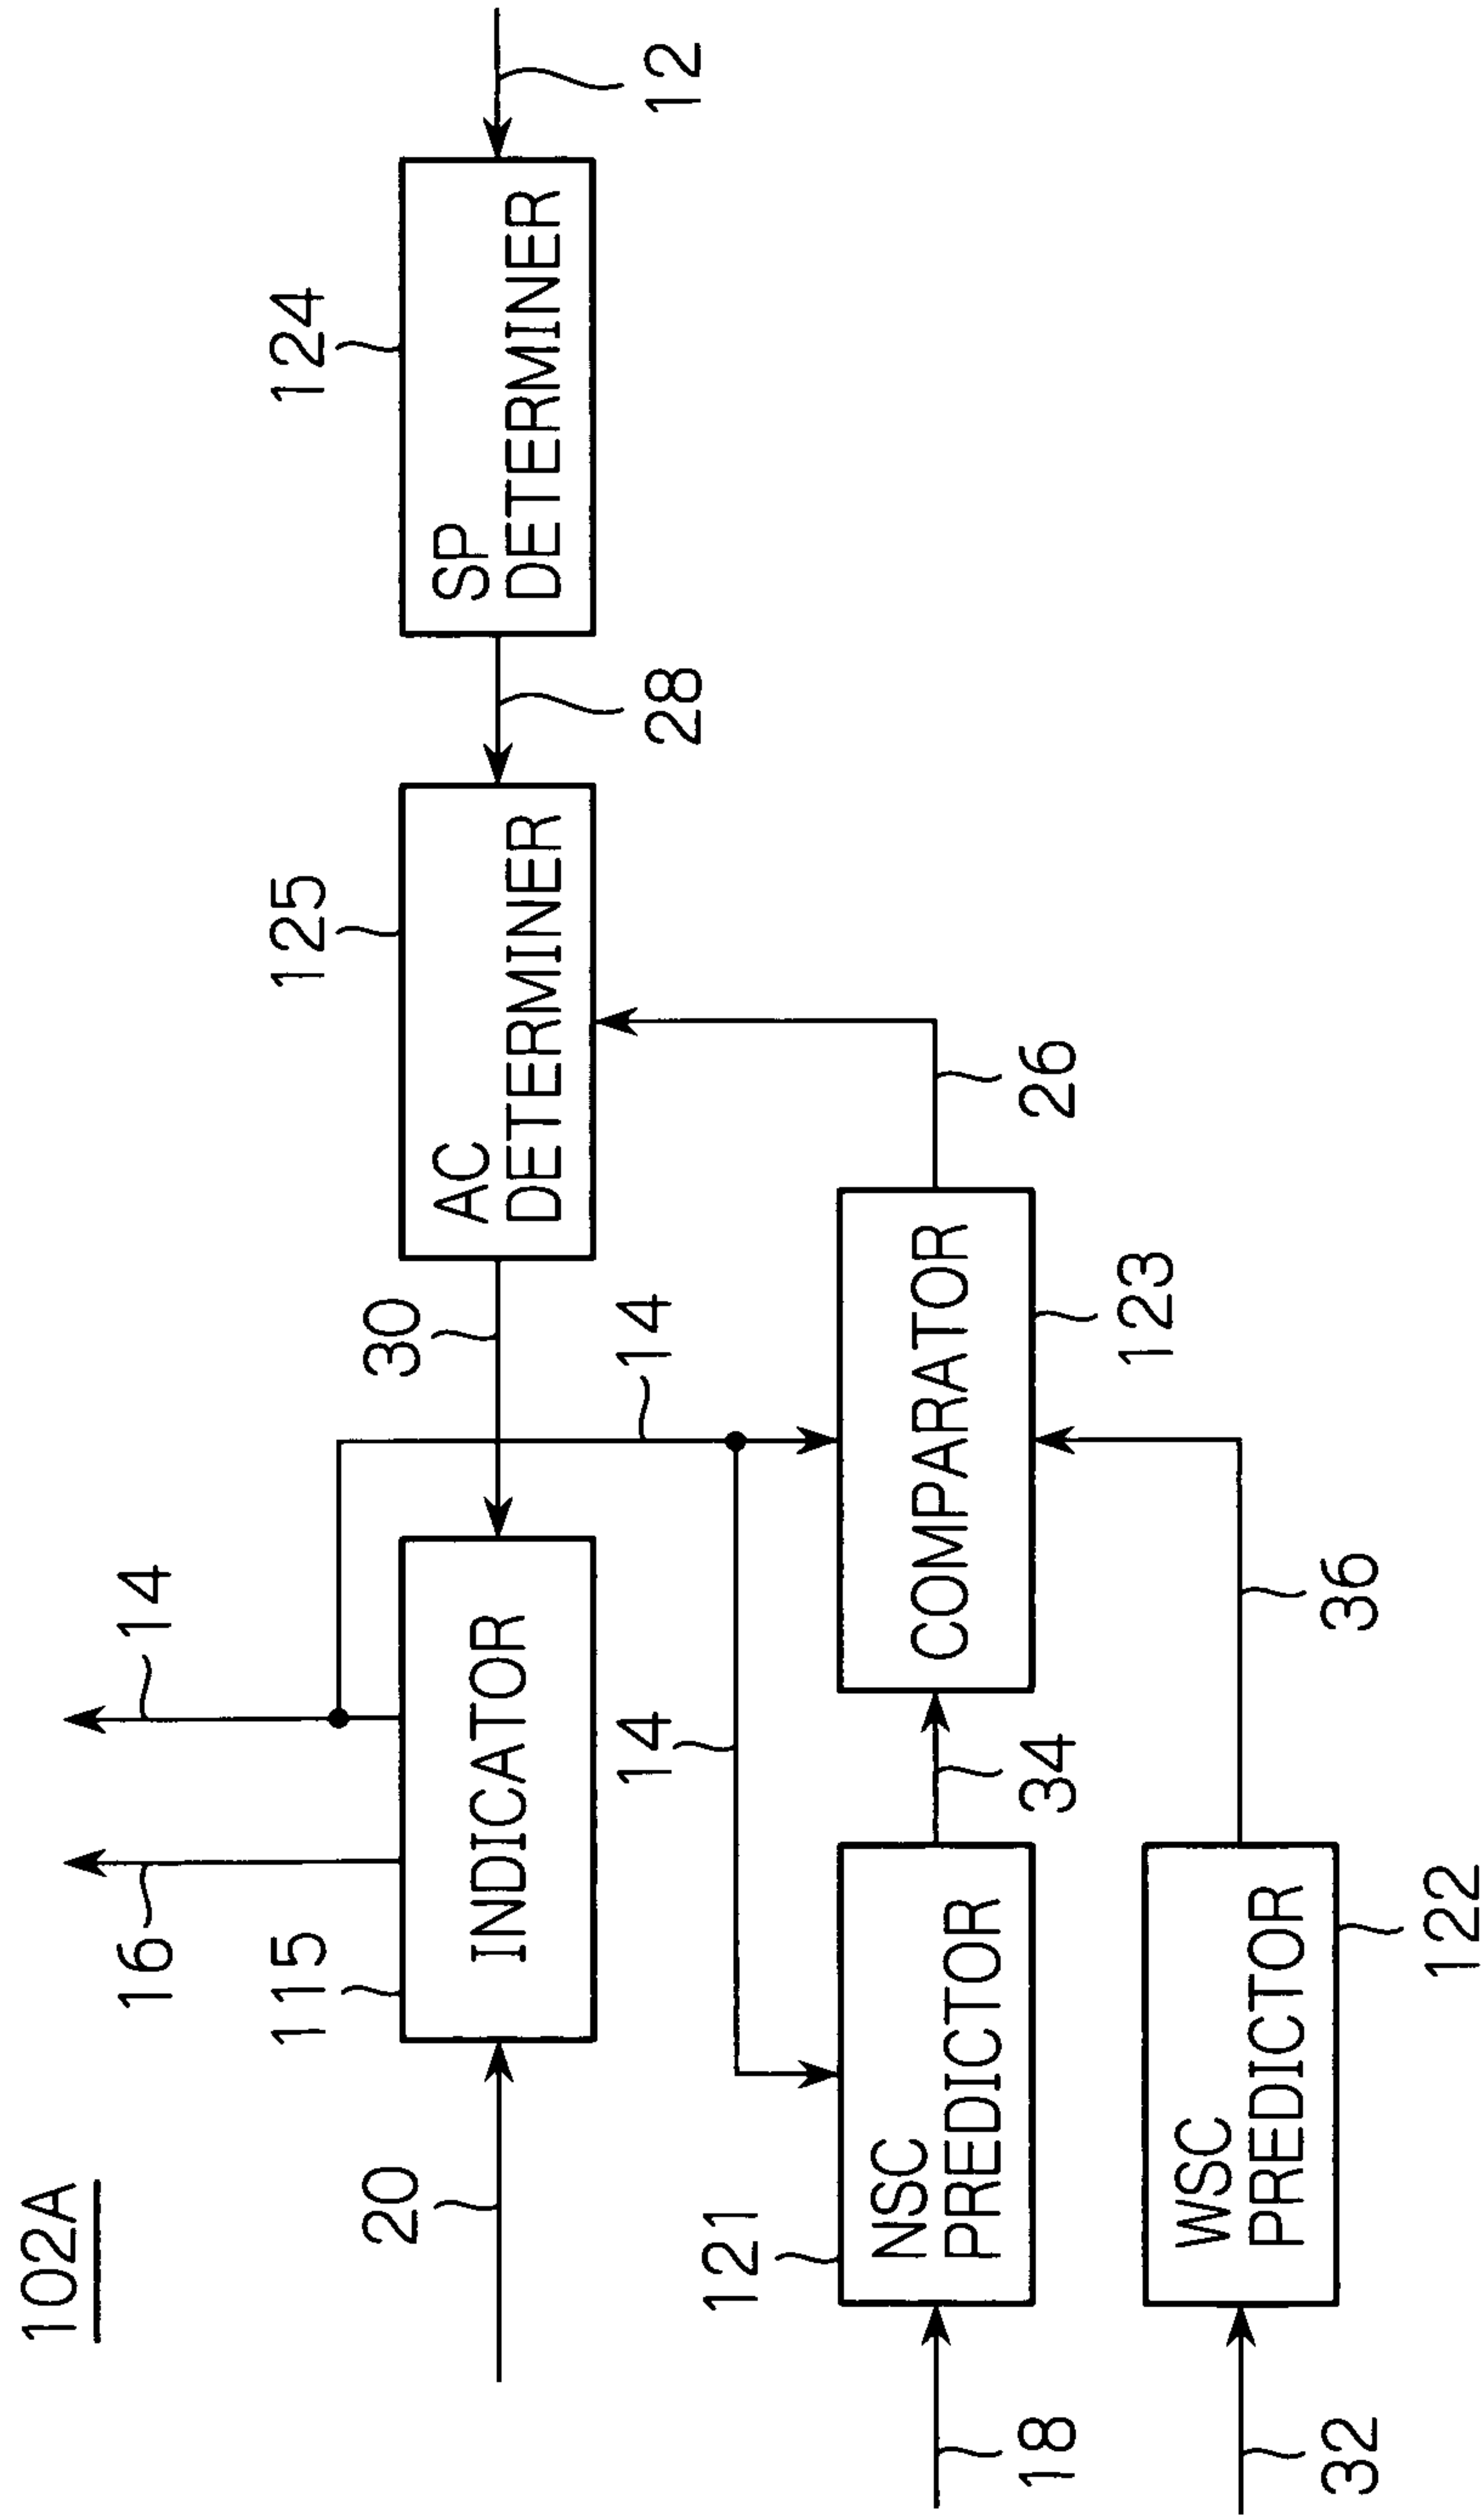 102A
16
14
115
125
124
20
INDICATOR
30
AC
DETERMINER
28
SP
DETERMINER
12
14
14
121
NSC
PREDICTOR
34
COMPARATOR
26
18
123
WSC
PREDICTOR
36
32
122